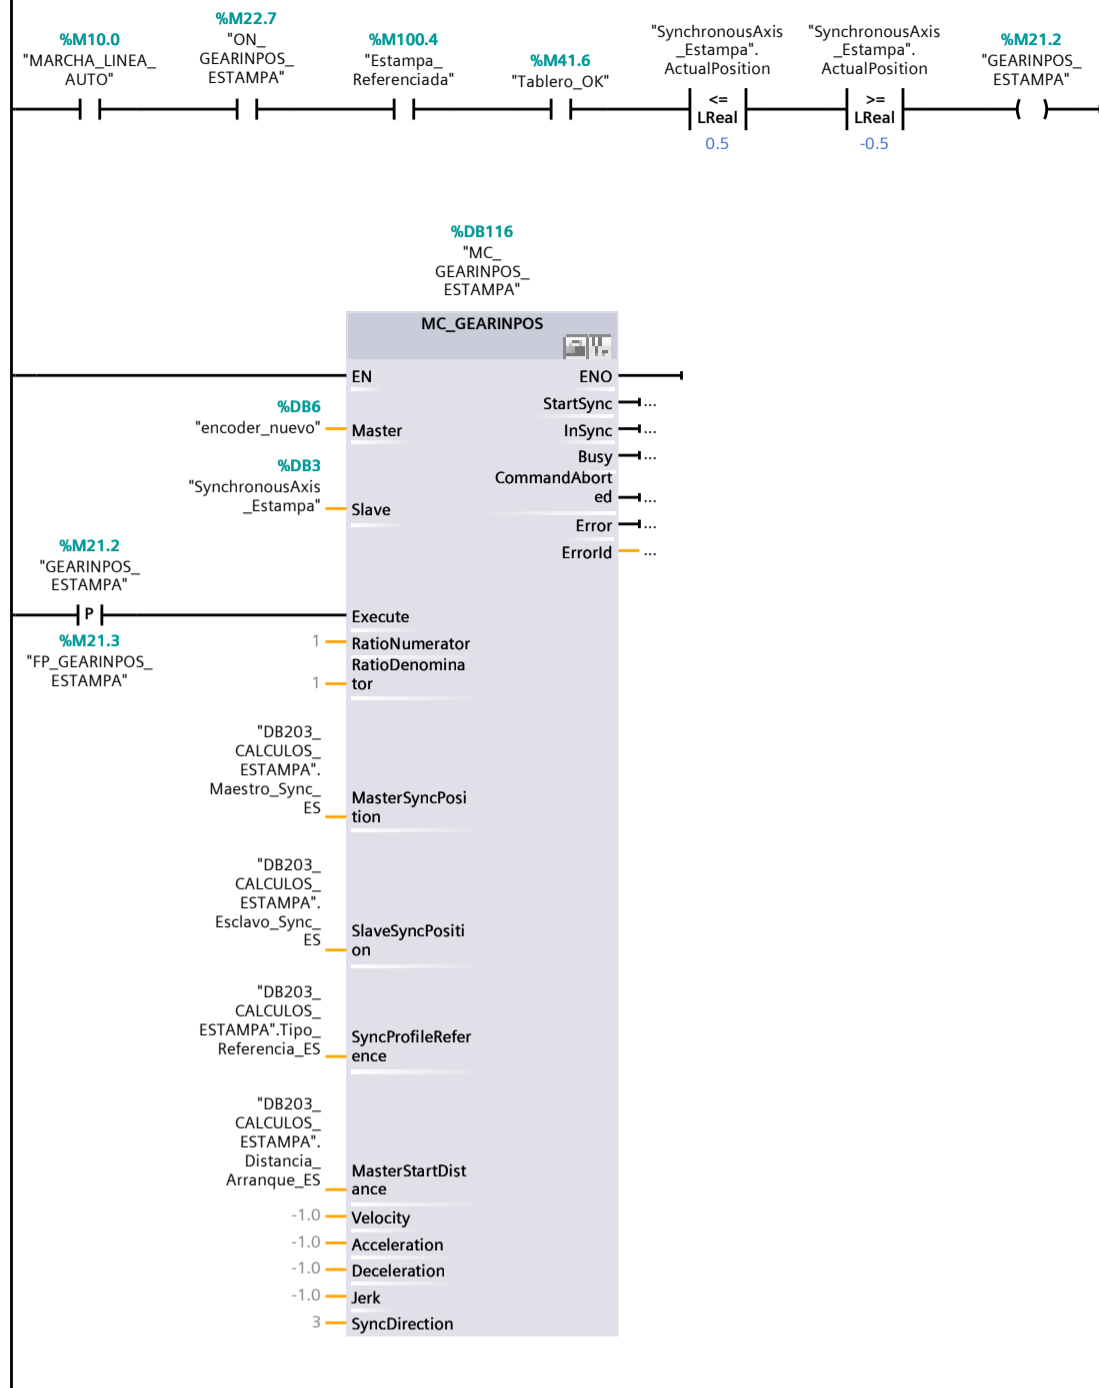 %M10.0
"MARCHA_LINEA_
AUTO"
%M22.7
"ON_
GEARINPOS_
ESTAMPA"
%M100.4
"Estampa_
Referenciada"
%M41.6
"Tablero_OK"
"SynchronousAxis
_Estampa".
ActualPosition
<=
LReal
0.5
"SynchronousAxis
_Estampa".
ActualPosition
>=
LReal
-0.5
%M21.2
"GEARINPOS_
ESTAMPA"
%DB116
"MC_
GEARINPOS_
ESTAMPA"
MC_GEARINPOS
EN
ENO
StartSync ...
%DB6
"encoder_nuevo"
Master
InSync ...
Busy ...
%DB3
"SynchronousAxis
_Estampa"
Slave
CommandAbort
ed ...
Error ...
ErrorId ...
%M21.2
"GEARINPOS_
ESTAMPA"
P
%M21.3
"FP_GEARINPOS_
ESTAMPA"
Execute
1 RatioNumerator
RatioDenomina
1 tor
"DB203_
CALCULOS_
ESTAMPA".
Maestro_Sync_
ES
MasterSyncPosi
tion
"DB203_
CALCULOS_
ESTAMPA".
Esclavo_Sync_
ES
SlaveSyncPositi
on
"DB203_
CALCULOS_
ESTAMPA".Tipo_
Referencia_ES
SyncProfileRefer
ence
"DB203_
CALCULOS_
ESTAMPA".
Distancia_
Arranque_ES
MasterStartDist
ance
-1.0 Velocity
-1.0 Acceleration
-1.0 Deceleration
-1.0 Jerk
3 SyncDirection